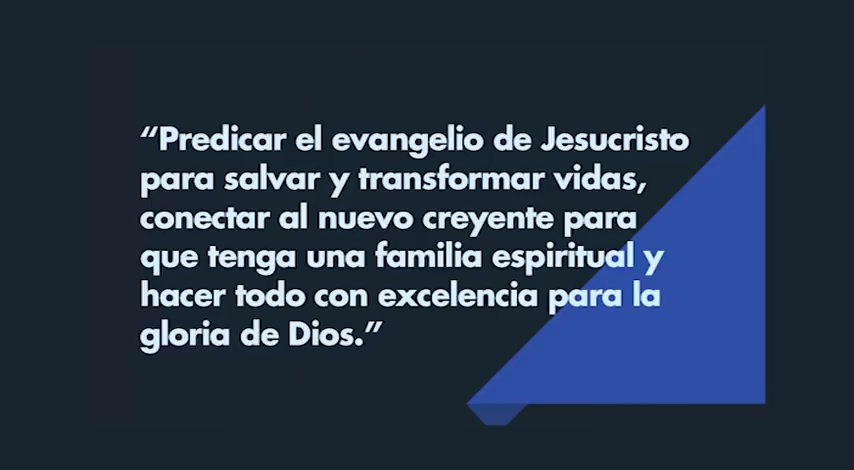 “Predicar el evangelio de Jesucristo
para salvar y transformar vidas,
conectar al nuevo creyente para
que tenga una familia espiritual y
hacer todo con excelencia para la
gloria de Dios.”